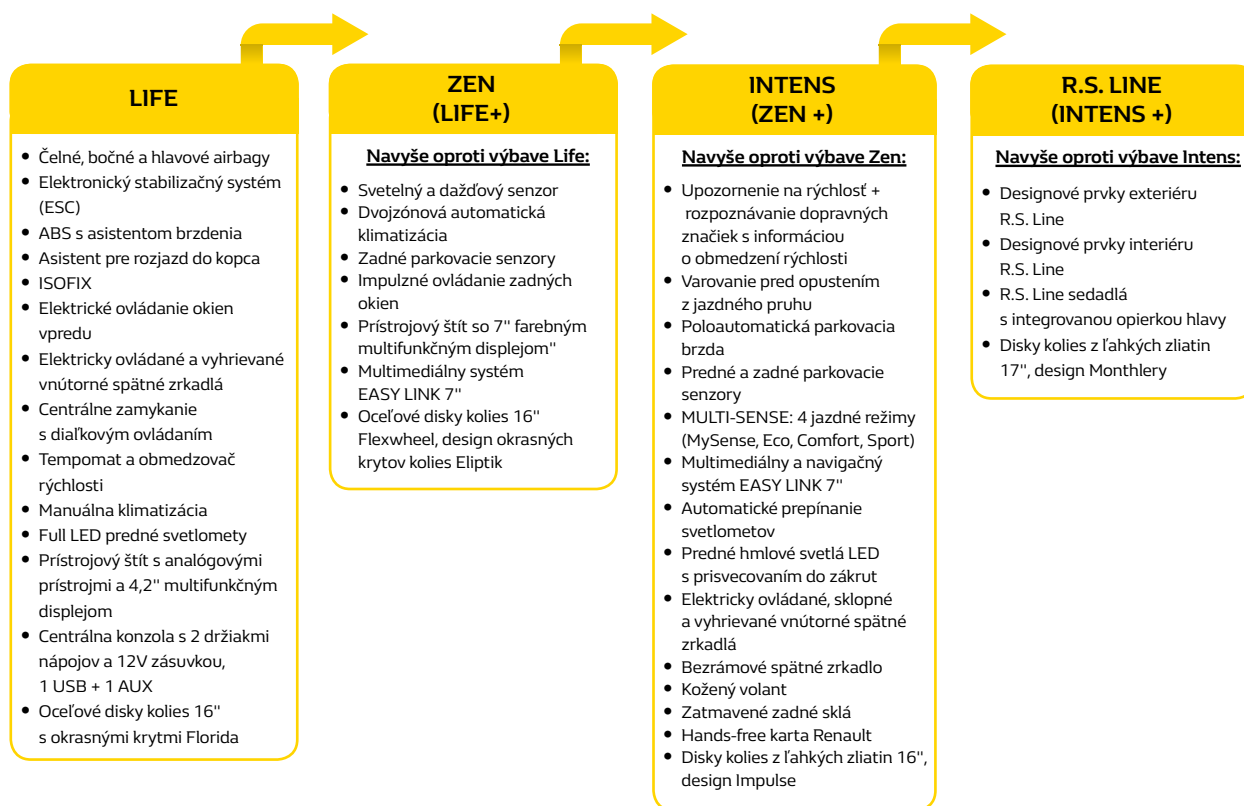 LIFE
• Čelné, bočné a hlavové airbagy
• Elektronický stabilizačný systém
(ESC)
• ABS s asistentom brzdenia
• Asistent pre rozjazd do kopca
• ISOFIX
• Elektrické ovládanie okien
vpredu
• Elektricky ovládané a vyhrievané
vnútorné spätné zrkadlá
• Centrálne zamykanie
s diaľkovým ovládaním
• Tempomat a obmedzovač
rýchlosti
• Manuálna klimatizácia
• Full LED predné svetlomety
• Prístrojový štít s analógovými
prístrojmi a 4,2" multifunkčným
displejom
• Centrálna konzola s 2 držiakmi
nápojov a 12V zásuvkou,
1 USB + 1 AUX
• Oceľové disky kolies 16"
s okrasnými krytmi Florida
ZEN
(LIFE+)
Navyše oproti výbave Life:
• Svetelný a dažďový senzor
• Dvojzónová automatická
klimatizácia
• Zadné parkovacie senzory
• Impulzné ovládanie zadných
okien
• Prístrojový štít so 7" farebným
multifunkčným displejom"
• Multimediálny systém
EASY LINK 7"
• Oceľové disky kolies 16"
Flexwheel, design okrasných
krytov kolies Eliptik
INTENS
(ZEN +)
Navyše oproti výbave Zen:
• Upozornenie na rýchlosť +
rozpoznávanie dopravných
značiek s informáciou
o obmedzení rýchlosti
• Varovanie pred opustením
z jazdného pruhu
• Poloautomatická parkovacia
brzda
• Predné a zadné parkovacie
senzory
• MULTI-SENSE: 4 jazdné režimy
(MySense, Eco, Comfort, Sport)
• Multimediálny a navigačný
systém EASY LINK 7"
• Automatické prepínanie
svetlometov
• Predné hmlové svetlá LED
s prisvecovaním do zákrut
• Elektricky ovládané, sklopné
a vyhrievané vnútorné spätné
zrkadlá
• Bezrámové spätné zrkadlo
• Kožený volant
• Zatmavené zadné sklá
• Hands-free karta Renault
• Disky kolies z ľahkých zliatin 16",
design Impulse
R.S. LINE
(INTENS +)
Navyše oproti výbave Intens:
• Designové prvky exteriéru
R.S. Line
• Designové prvky interiéru
R.S. Line
• R.S. Line sedadlá
s integrovanou opierkou hlavy
• Disky kolies z ľahkých zliatin
17", design Monthlery